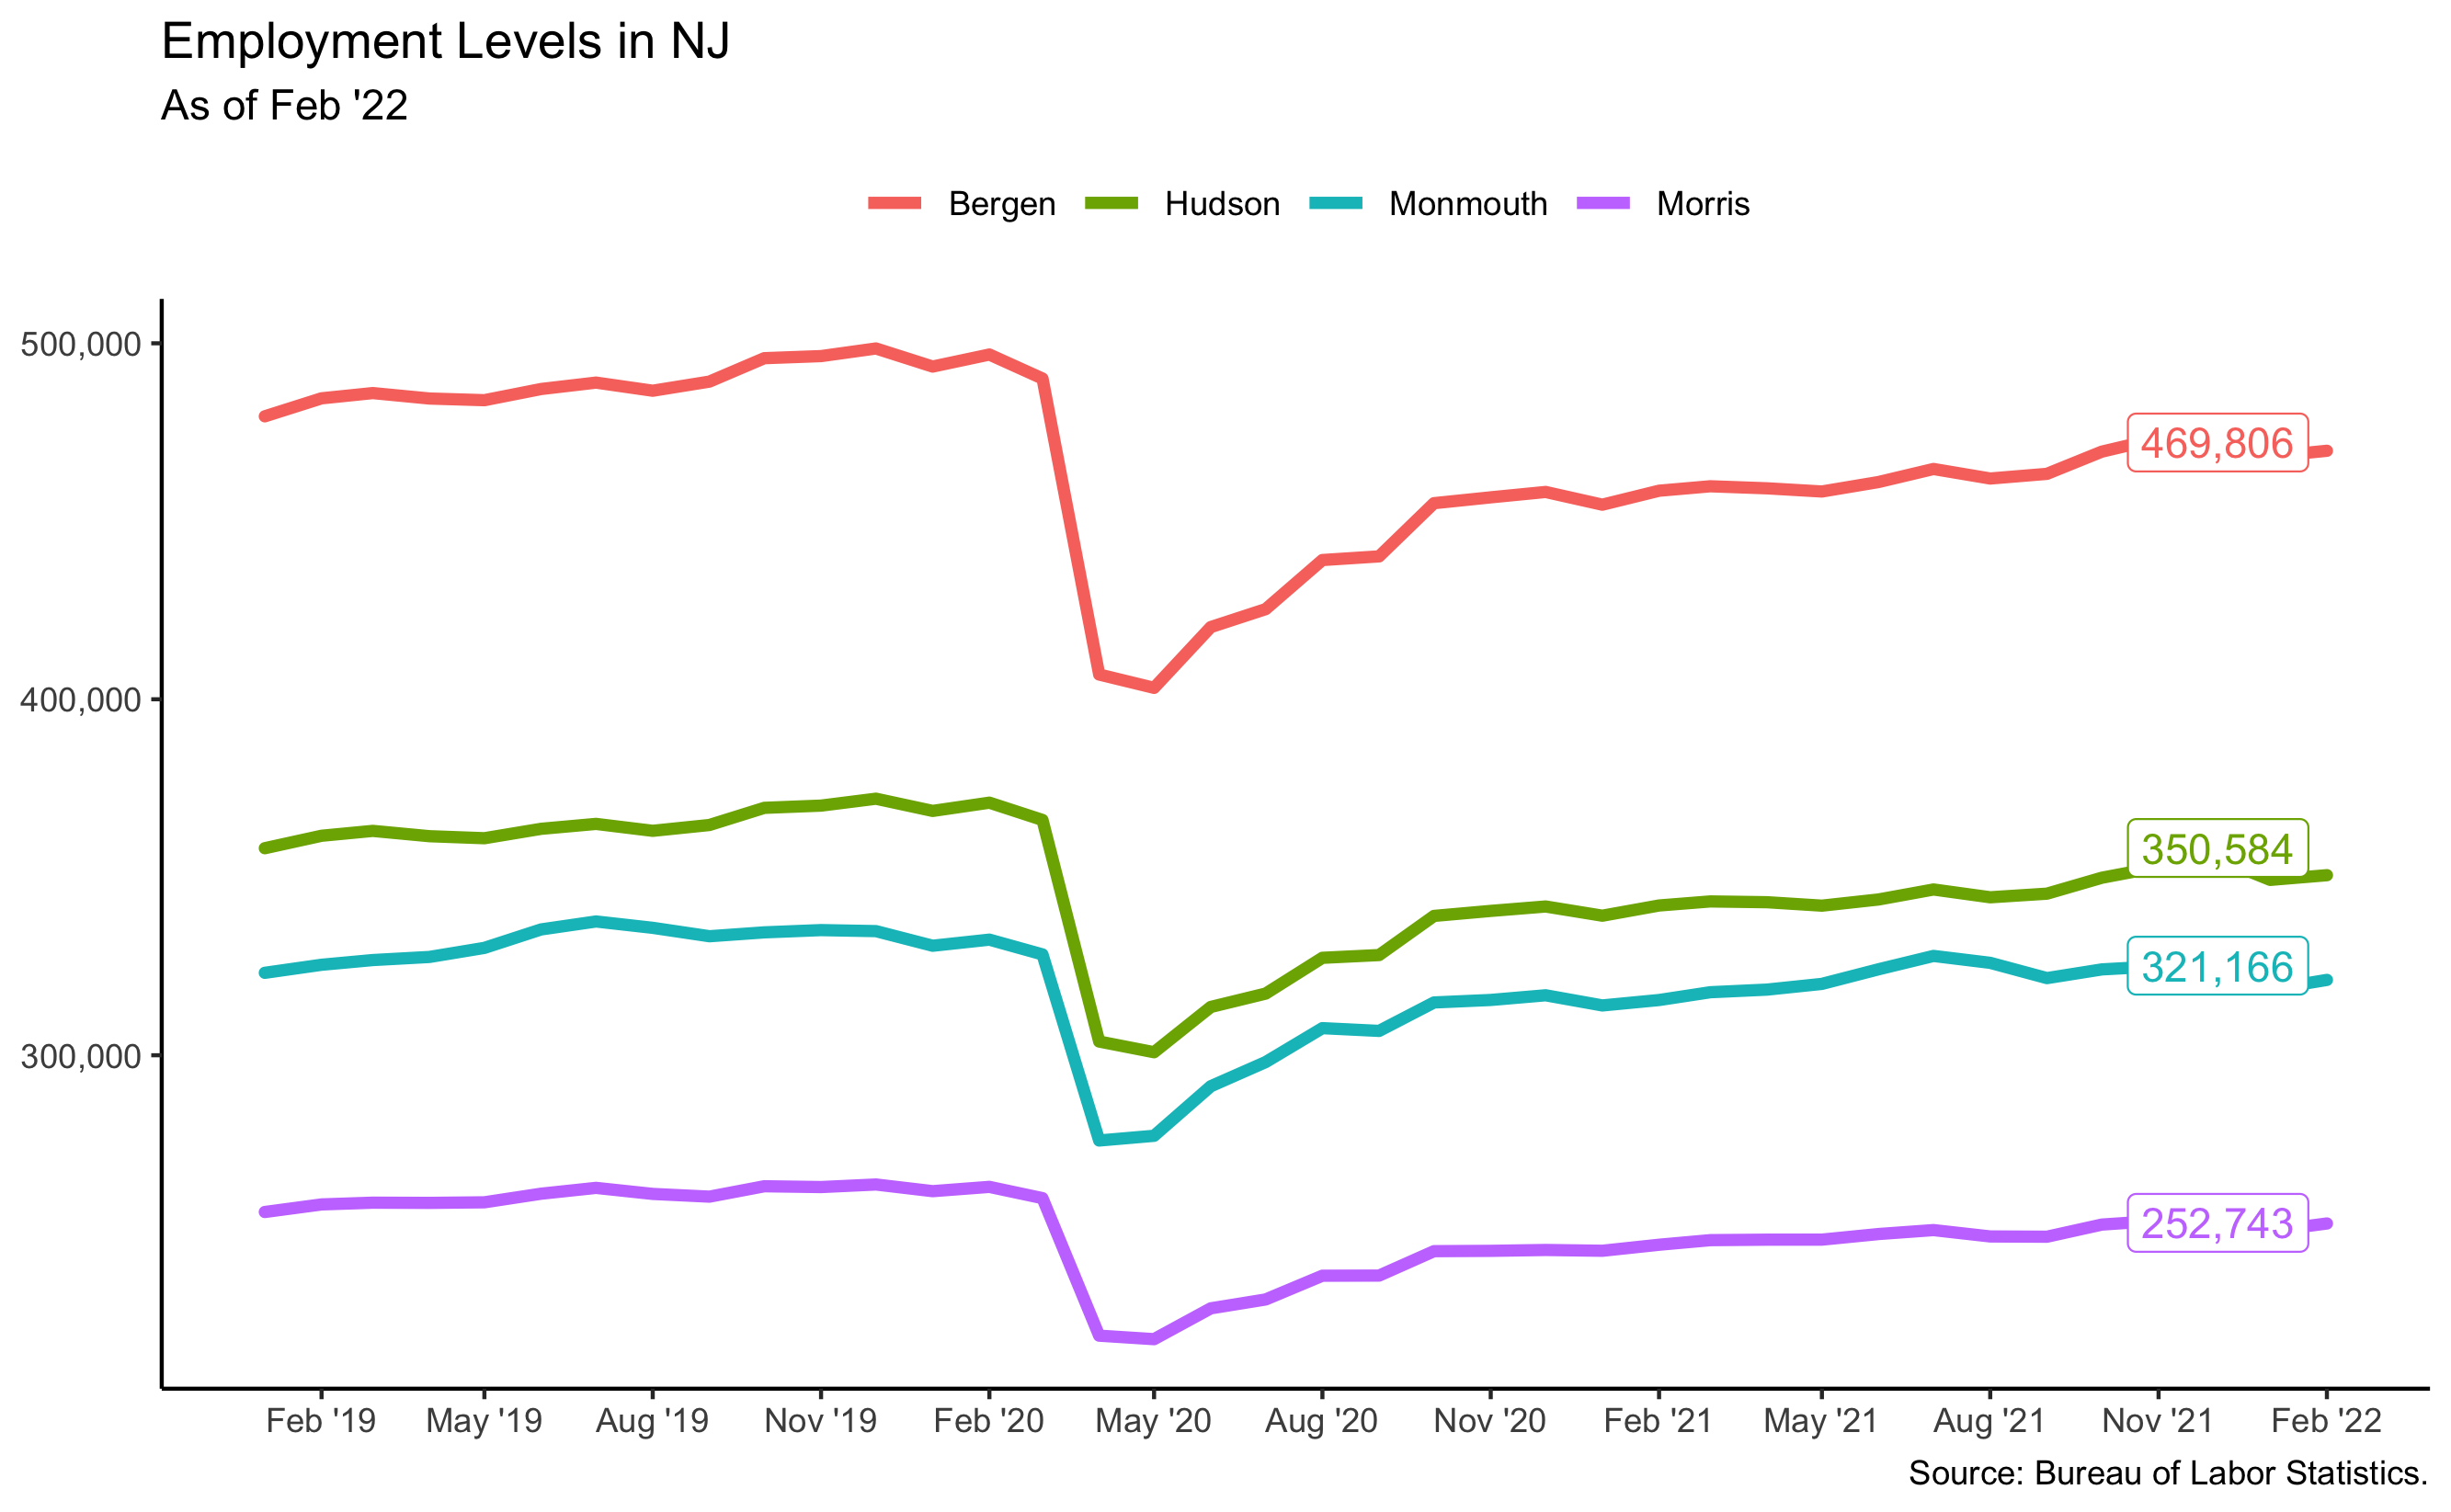 Employment Levels in NJ
As of Feb '22
Bergen Hudson Monmouth Morris
500,000
400,000
300,000
469,806
350,584
321,166
252,743
Feb '19 May '19 Aug '19 Nov '19 Feb '20 May '20 Aug '20 Nov '20 Feb '21 May '21 Aug '21 Nov '21 Feb '22
Source: Bureau of Labor Statistics.